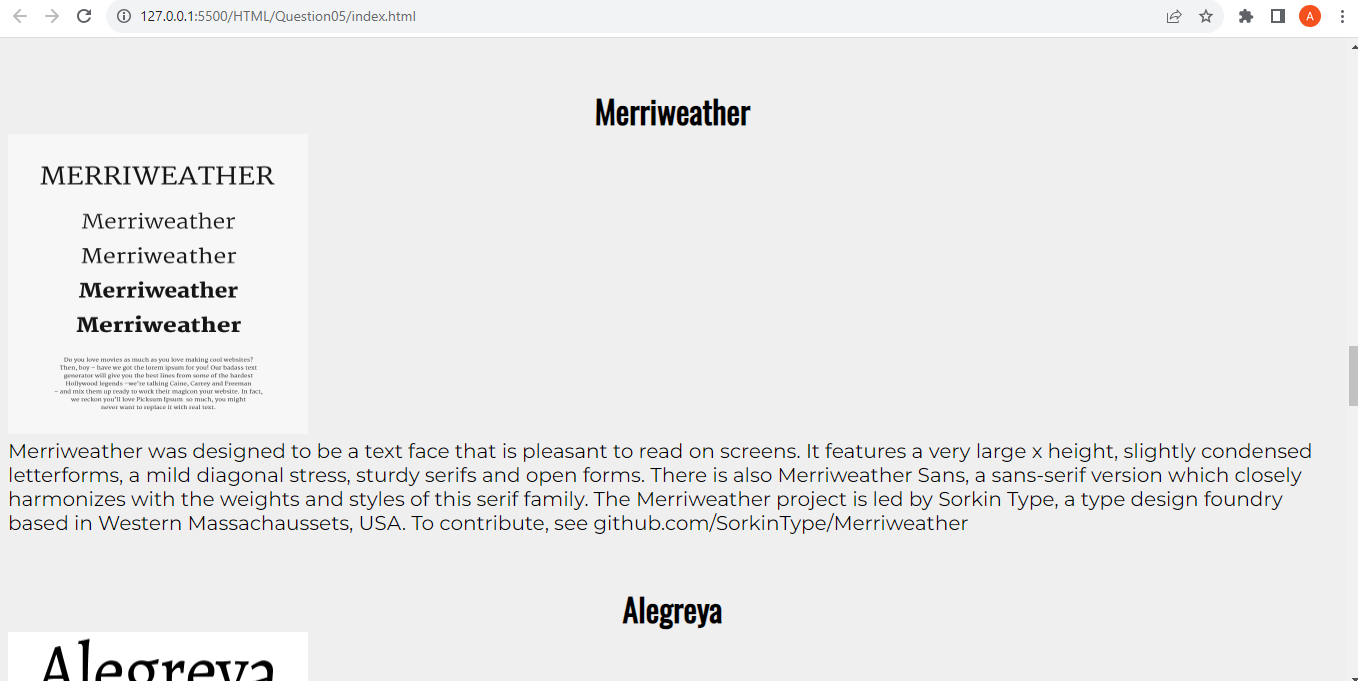 127.0.0.1:5500/HTML/Question05/index.html
A
Merriweather
MERRIWEATHER
Merriweather
Merriweather
Merriweather
Merriweather
Do you love movies as much as you love making cool websites?
Then, boy – have we got the lorem ipsum for you! Our badass text
generator will give you the best lines from some of the hardest
Hollywood legends –we're talking Caine, Carrey and Freeman
– and mix them up ready to work their magicon your website. In fact,
we reckon you'll love Picksum Ipsum so much, you might
never want to replace it with real text.
Merriweather was designed to be a text face that is pleasant to read on screens. It features a very large x height, slightly condensed
letterforms, a mild diagonal stress, sturdy serifs and open forms. There is also Merriweather Sans, a sans-serif version which closely
harmonizes with the weights and styles of this serif family. The Merriweather project is led by Sorkin Type, a type design foundry
based in Western Massachaussets, USA. To contribute, see github.com/SorkinType/Merriweather
Alegreya
Alegreya